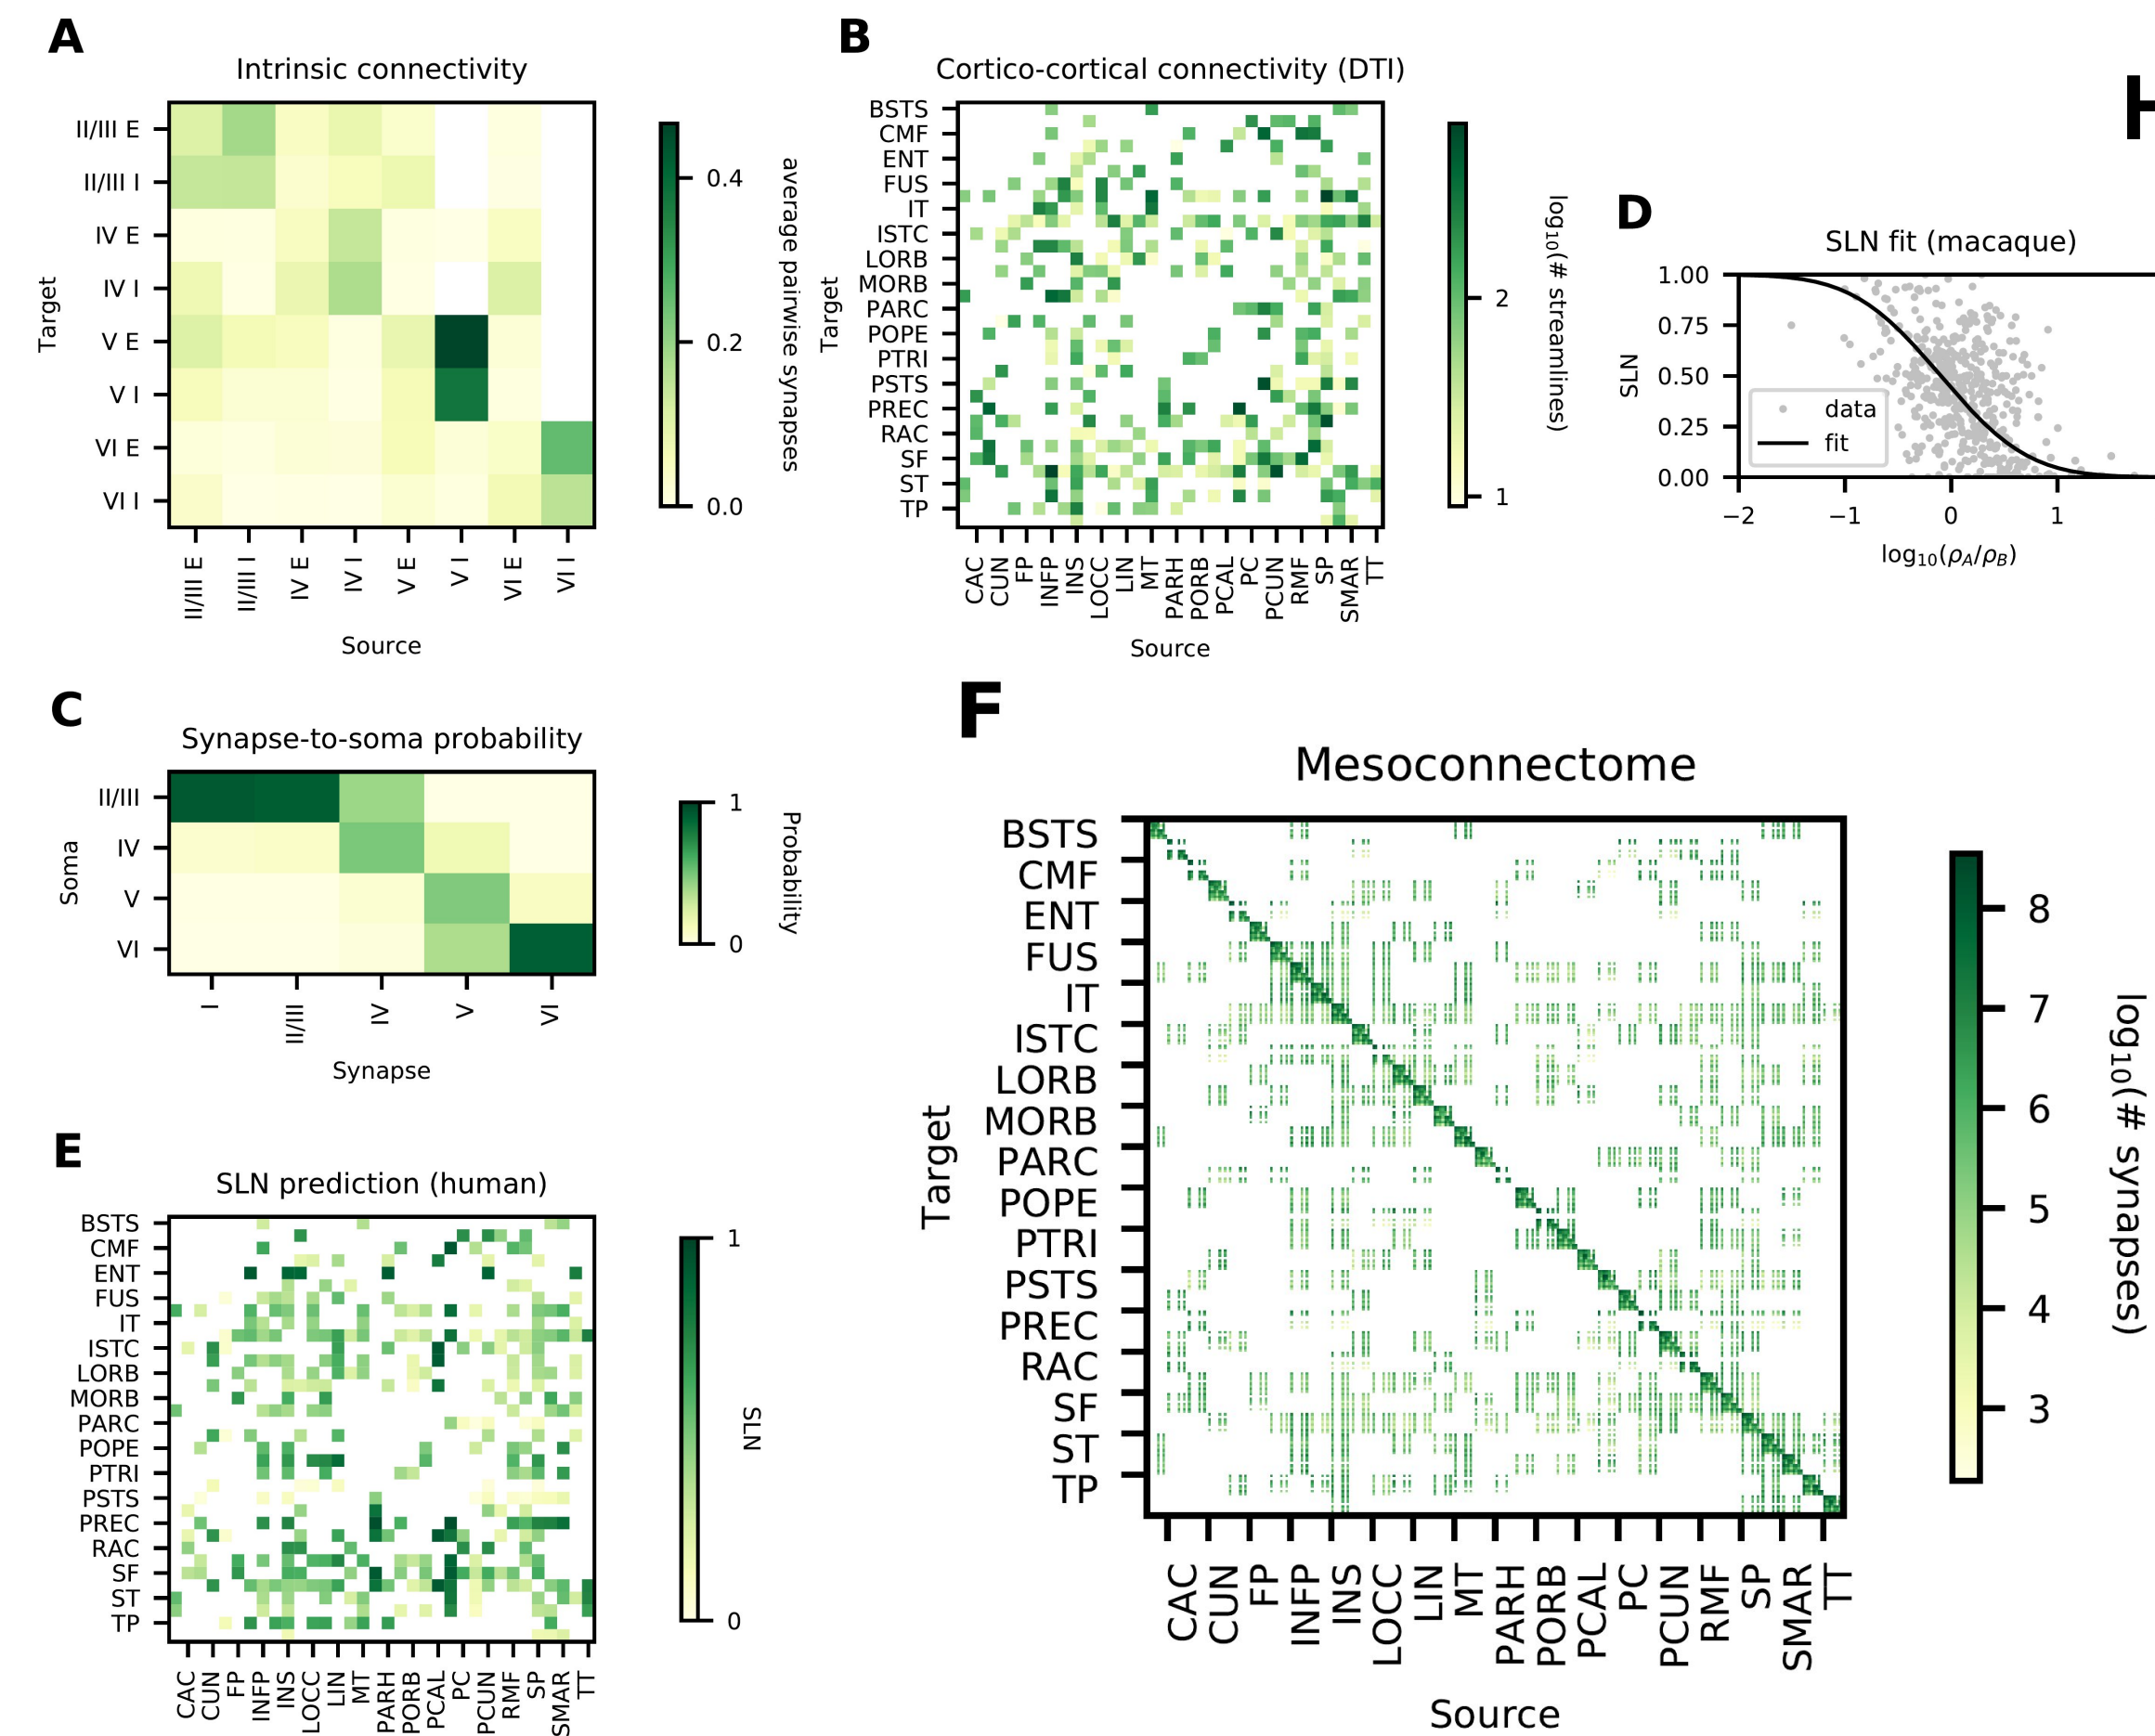 A
Intrinsic connectivity
II/III E
II/III I
IV E
IV I
V E
V I
VI E
VI I
Target
II/III E
II/III I
IV E
IV I
V E
V I
VI E
VI I
Source
0.4
0.2
0.0
average pairwise synapses
B
Cortico-cortical connectivity (DTI)
BSTS
CMF
ENT
FUS
IT
ISTC
LORB
MORB
PARC
POPE
PTRI
PSTS
PREC
RAC
SF
ST
TP
Target
CAC
CUN
FP
INFP
INS
LOCC
LIN
MT
PARH
PORB
PCAL
PC
PCUN
RMF
SP
SMAR
TT
Source
2
1
log₁₀(# streamlines)
D
SLN fit (macaque)
1.00
0.75
0.50
0.25
0.00
SLN
data
fit
−2
−1
0
1
log₁₀(ρ_A/ρ_B)
C
Synapse-to-soma probability
II/III
IV
V
VI
Soma
I
II/III
IV
V
VI
Synapse
1
0
Probability
E
SLN prediction (human)
BSTS
CMF
ENT
FUS
IT
ISTC
LORB
MORB
PARC
POPE
PTRI
PSTS
PREC
RAC
SF
ST
TP
CAC
CUN
FP
INFP
INS
LOCC
LIN
MT
PARH
PORB
PCAL
PC
PCUN
RMF
SP
SMAR
TT
1
0
SLN
F
Mesoconnectome
BSTS
CMF
ENT
FUS
IT
ISTC
LORB
MORB
PARC
POPE
PTRI
PSTS
PREC
RAC
SF
ST
TP
Target
CAC
CUN
FP
INFP
INS
LOCC
LIN
MT
PARH
PORB
PCAL
PC
PCUN
RMF
SP
SMAR
TT
Source
8
7
6
5
4
3
log₁₀(# synapses)